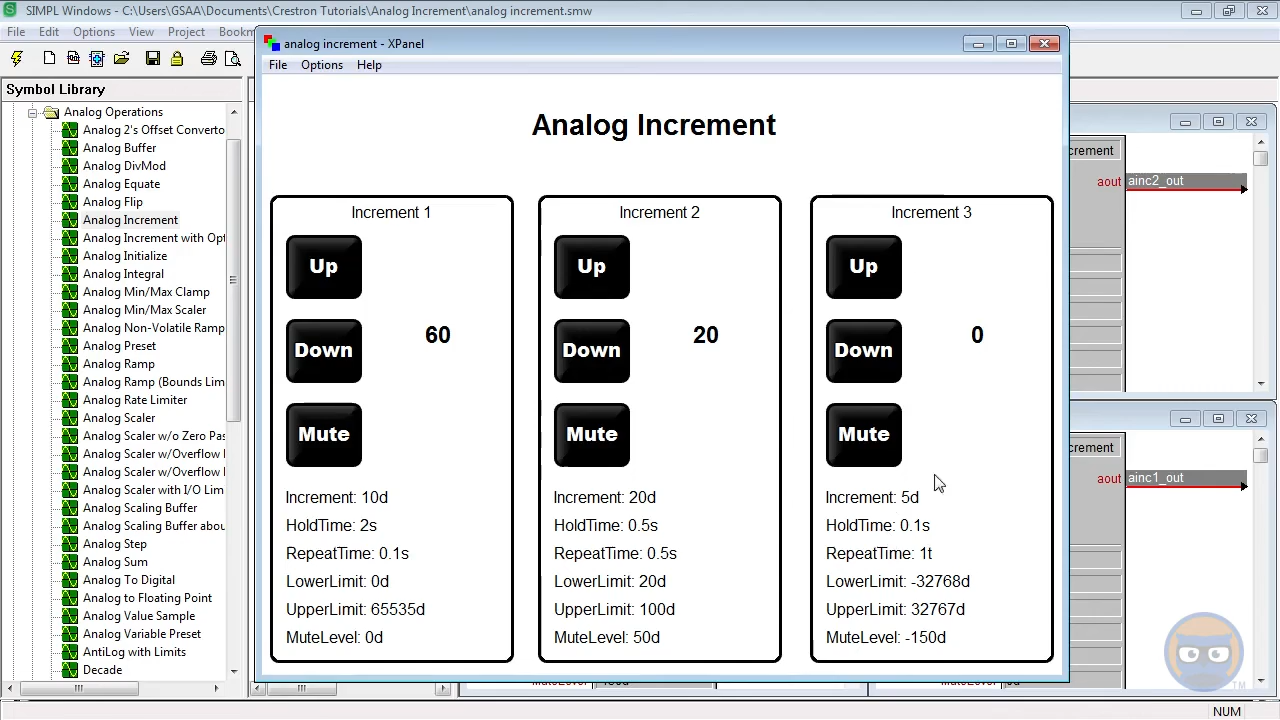 SIMPL Windows - C:\Users\GSAA\Documents\Crestron Tutorials\Analog Increment\analog increment.smw
File Edit Options View Project Bookm
Symbol Library
Analog Operations
Analog 2's Offset Converto
Analog Buffer
Analog DivMod
Analog Equate
Analog Flip
Analog Increment
Analog Increment with Opt
Analog Initialize
Analog Integral
Analog Min/Max Clamp
Analog Min/Max Scaler
Analog Non-Volatile Ramp
Analog Preset
Analog Ramp
Analog Ramp (Bounds Lim
Analog Rate Limiter
Analog Scaler
Analog Scaler w/o Zero Pas
Analog Scaler w/Overflow
Analog Scaler w/Overflow
Analog Scaler with I/O Lim
Analog Scaling Buffer
Analog Scaling Buffer abou
Analog Step
Analog Sum
Analog To Digital
Analog to Floating Point
Analog Value Sample
Analog Variable Preset
AntiLog with Limits
Decade
analog increment - XPanel
File Options Help
Analog Increment
Increment 1
Up
Down
60
Mute
Increment: 10d
HoldTime: 2s
RepeatTime: 0.1s
LowerLimit: 0d
UpperLimit: 65535d
MuteLevel: 0d
Increment 2
Up
Down
20
Mute
Increment: 20d
HoldTime: 0.5s
RepeatTime: 0.5s
LowerLimit: 20d
UpperLimit: 100d
MuteLevel: 50d
Increment 3
Up
Down
0
Mute
Increment: 5d
HoldTime: 0.1s
RepeatTime: 1t
LowerLimit: -32768d
UpperLimit: 32767d
MuteLevel: -150d
crement
aout ainc2_out
crement
aout ainc1_out
TM
NUM